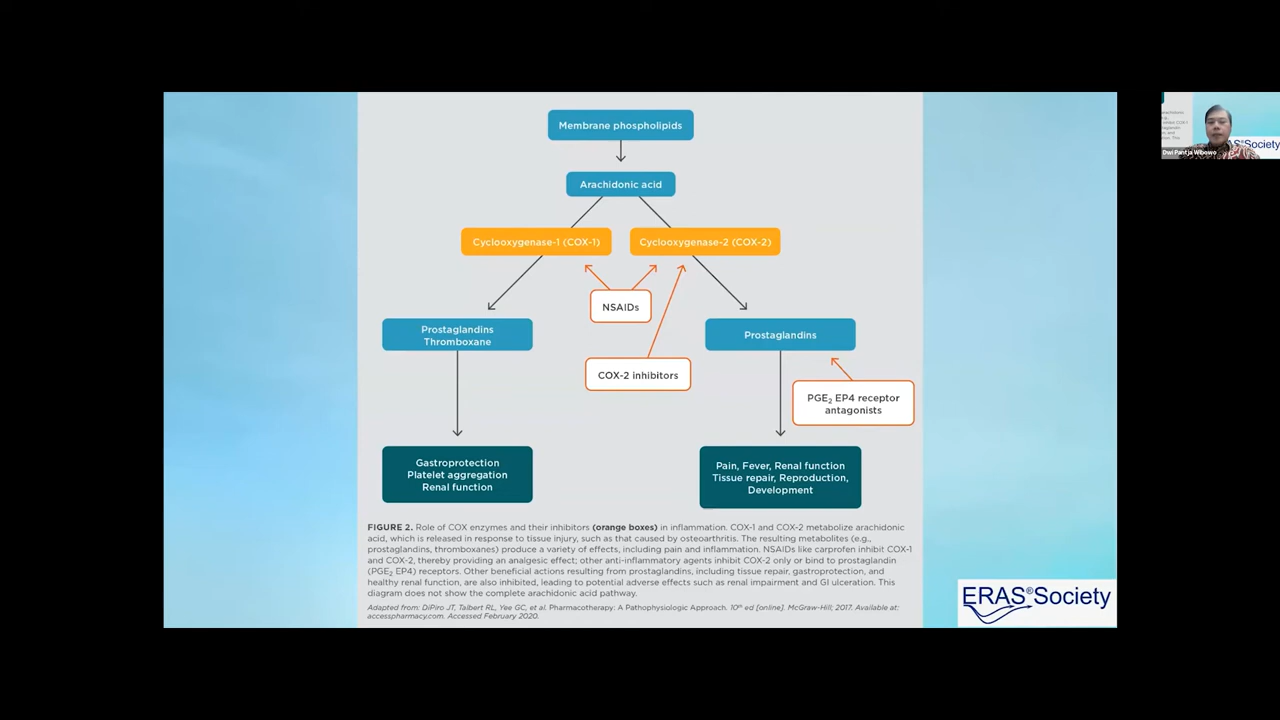 Membrane phospholipids
Arachidonic acid
Cyclooxygenase-1 (COX-1)
Cyclooxygenase-2 (COX-2)
NSAIDs
Prostaglandins
Thromboxane
Prostaglandins
COX-2 inhibitors
PGE₂ EP4 receptor
antagonists
Gastroprotection
Platelet aggregation
Renal function
Pain, Fever, Renal function
Tissue repair, Reproduction,
Development
FIGURE 2. Role of COX enzymes and their inhibitors (orange boxes) in inflammation. COX-1 and COX-2 metabolize arachidonic
acid, which is released in response to tissue injury, such as that caused by osteoarthritis. The resulting metabolites (e.g.,
prostaglandins, thromboxanes) produce a variety of effects, including pain and inflammation. NSAIDs like carprofen inhibit COX-1
and COX-2, thereby providing an analgesic effect; other anti-inflammatory agents inhibit COX-2 only or bind to prostaglandin
(PGE₂ EP4) receptors. Other beneficial actions resulting from prostaglandins, including tissue repair, gastroprotection, and
healthy renal function, are also inhibited, leading to potential adverse effects such as renal impairment and GI ulceration. This
diagram does not show the complete arachidonic acid pathway.
Adapted from: DiPiro JT, Talbert RL, Yee GC, et al. Pharmacotherapy: A Pathophysiologic Approach. 10th ed [online]. McGraw-Hill; 2017. Available at:
accesspharmacy.com. Accessed February 2020.
ERAS®Society
Dwi Pantja Wibowo
Society